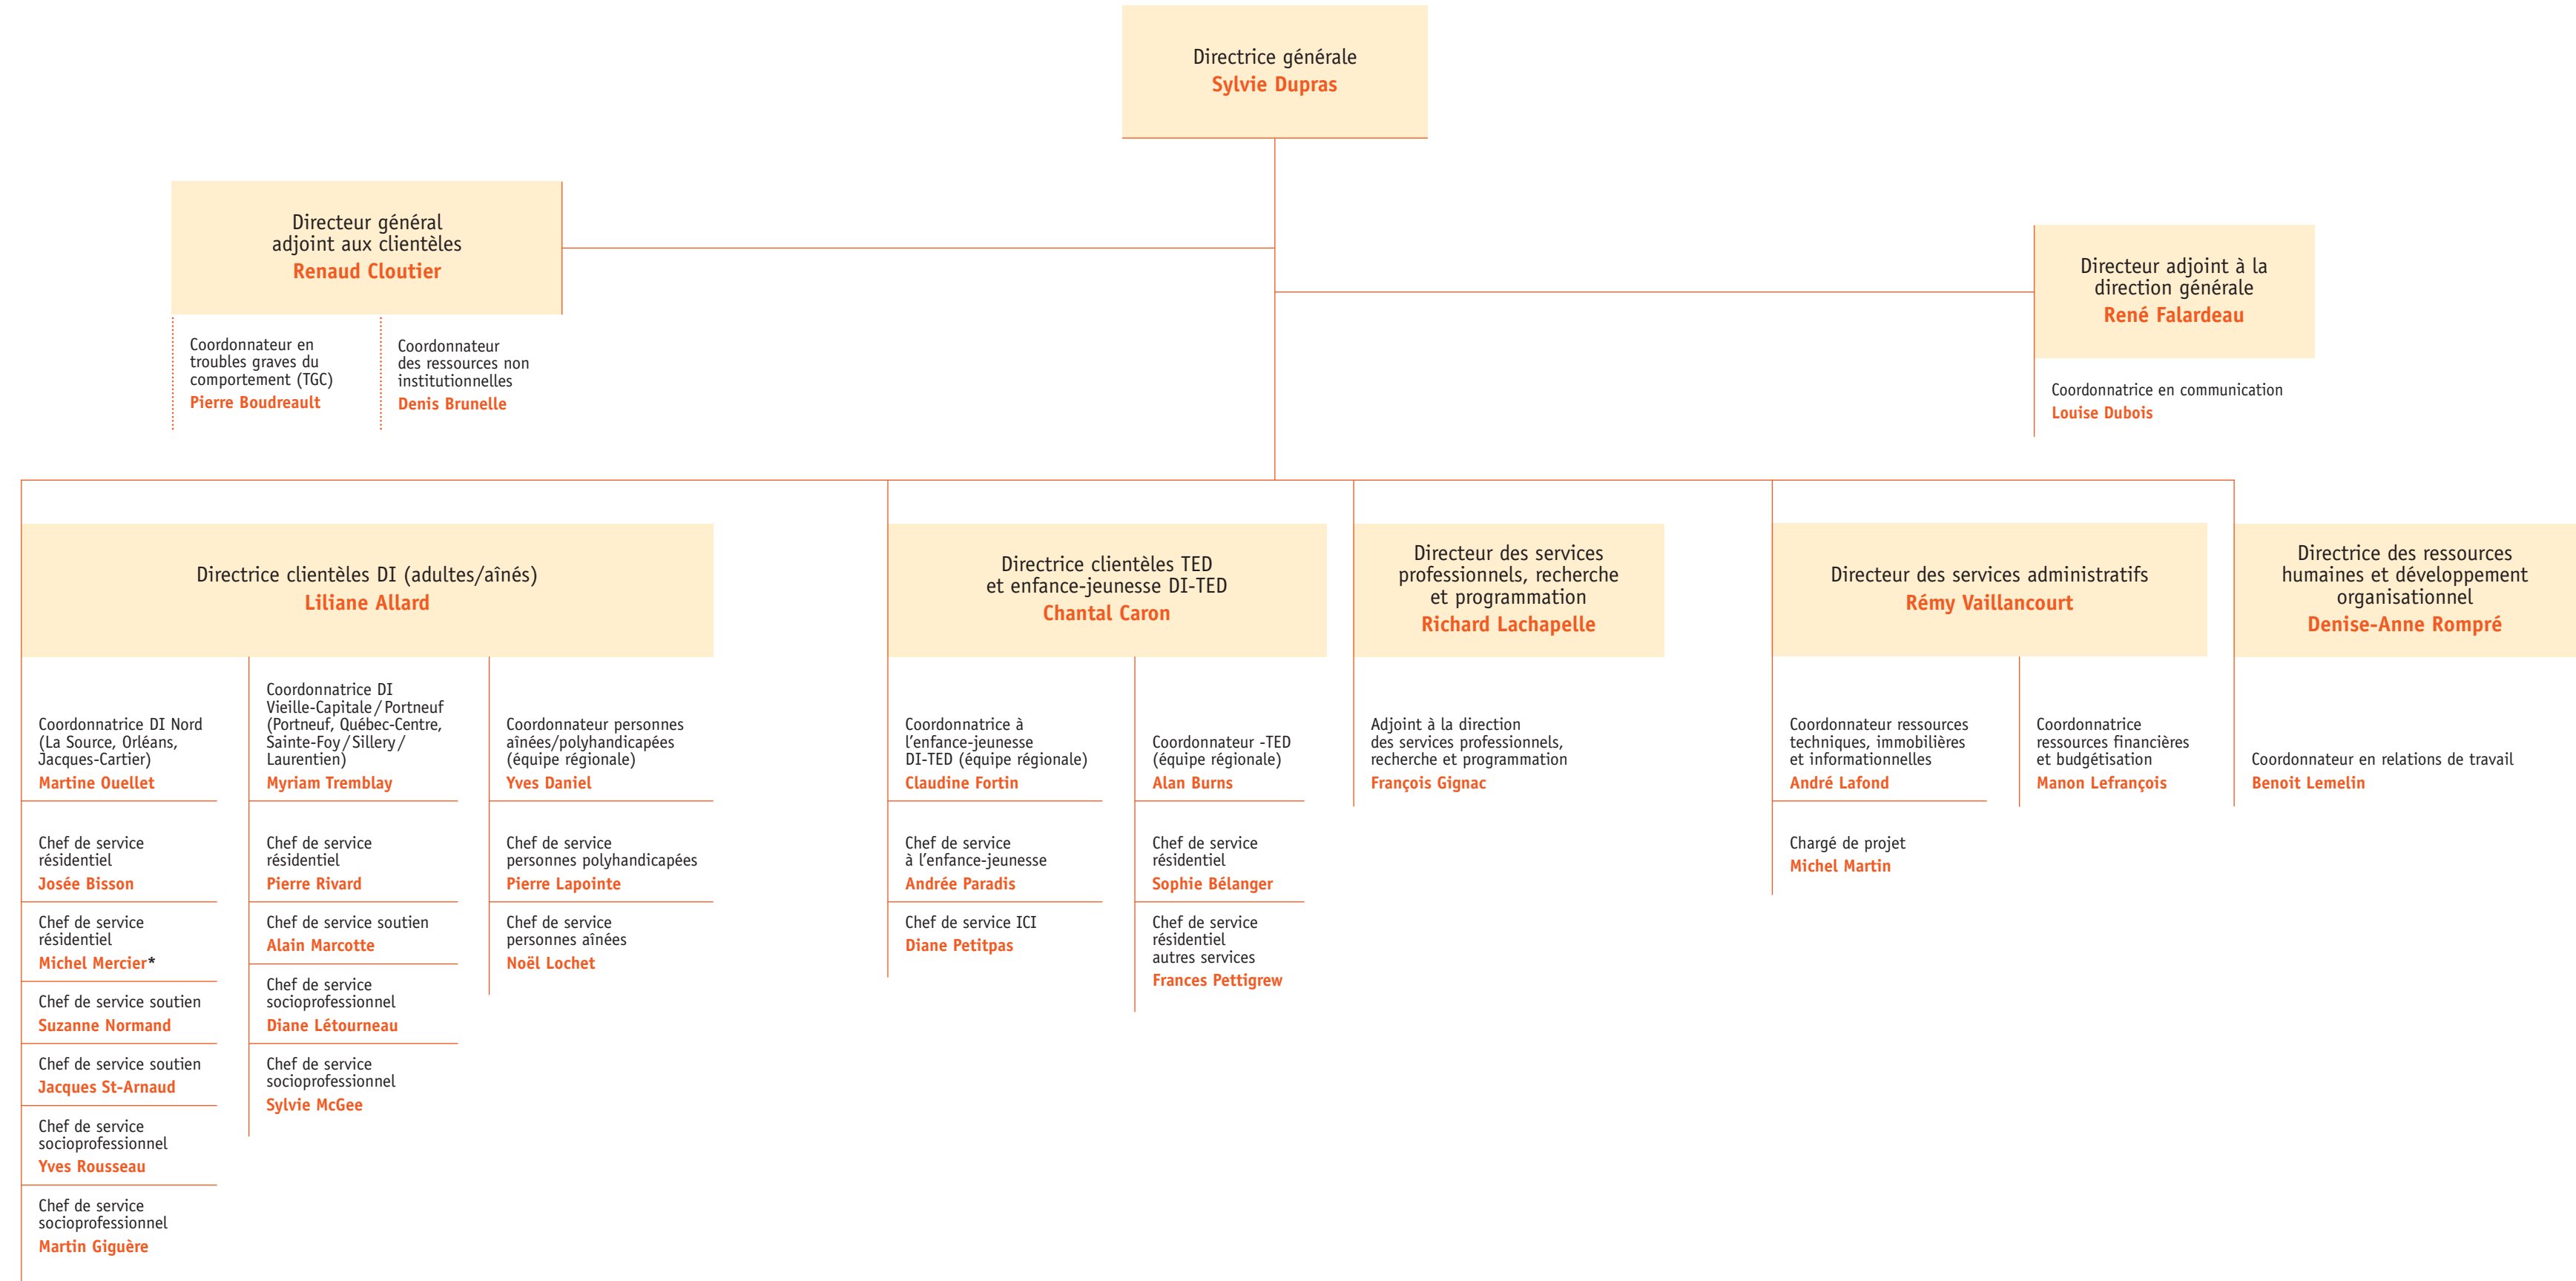 Directrice générale
Sylvie Dupras
Directeur général
adjoint aux clientèles
Renaud Cloutier
Coordonnateur en
troubles graves du
comportement (TGC)
Pierre Boudreault
Coordonnateur
des ressources non
institutionnelles
Denis Brunelle
Directeur adjoint à la
direction générale
René Falardeau
Coordonnatrice en communication
Louise Dubois
Directrice clientèles DI (adultes/aînés)
Liliane Allard
Coordonnatrice DI Nord
(La Source, Orléans,
Jacques-Cartier)
Martine Ouellet
Chef de service
résidentiel
Josée Bisson
Chef de service
résidentiel
Michel Mercier*
Chef de service soutien
Suzanne Normand
Chef de service soutien
Jacques St-Arnaud
Chef de service
socioprofessionnel
Yves Rousseau
Chef de service
socioprofessionnel
Martin Giguère
Coordonnatrice DI
Vieille-Capitale / Portneuf
(Portneuf, Québec-Centre,
Sainte-Foy / Sillery /
Laurentien)
Myriam Tremblay
Chef de service
résidentiel
Pierre Rivard
Chef de service soutien
Alain Marcotte
Chef de service
socioprofessionnel
Diane Létourneau
Chef de service
socioprofessionnel
Sylvie McGee
Coordonnateur personnes
aînées/polyhandicapées
(équipe régionale)
Yves Daniel
Chef de service
personnes polyhandicapées
Pierre Lapointe
Chef de service
personnes aînées
Noël Lochet
Directrice clientèles TED
et enfance-jeunesse DI-TED
Chantal Caron
Coordonnatrice à
l'enfance-jeunesse
DI-TED (équipe régionale)
Claudine Fortin
Chef de service
à l'enfance-jeunesse
Andrée Paradis
Chef de service ICI
Diane Petitpas
Coordonnateur -TED
(équipe régionale)
Alan Burns
Chef de service
résidentiel
Sophie Bélanger
Chef de service
résidentiel
autres services
Frances Pettigrew
Directeur des services
professionnels, recherche
et programmation
Richard Lachapelle
Adjoint à la direction
des services professionnels,
recherche et programmation
François Gignac
Directeur des services administratifs
Rémy Vaillancourt
Coordonnateur ressources
techniques, immobilières
et informationnelles
André Lafond
Chargé de projet
Michel Martin
Coordonnatrice
ressources financières
et budgétisation
Manon Lefrançois
Directrice des ressources
humaines et développement
organisationnel
Denise-Anne Rompré
Coordonnateur en relations de travail
Benoit Lemelin